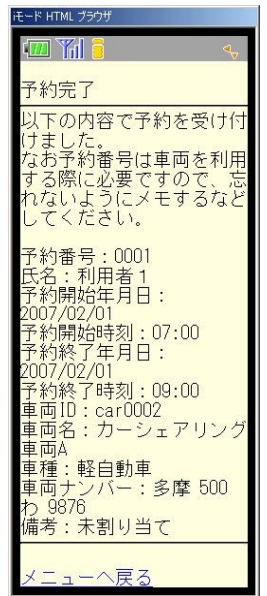 iモード HTML ブラウザ
予約完了
以下の内容で予約を受け付
けました。
なお予約番号は車両を利用
する際に必要ですので、忘
れないようにメモするなど
してください。
予約番号：0001
氏名：利用者１
予約開始年月日：
2007/02/01
予約開始時刻：07:00
予約終了年月日：
2007/02/01
予約終了時刻：09:00
車両ID：car0002
車両名：カーシェアリング
車両A
車種：軽自動車
車両ナンバー：多摩 500
わ 9876
備考：未割り当て
メニューへ戻る